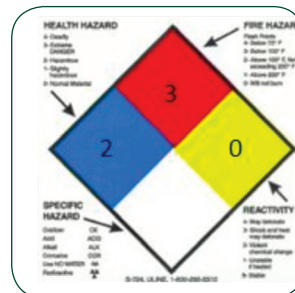 HEALTH HAZARD
4- Deadly
3- Extreme
DANGER
2- Hazardous
1- Slightly
hazardous
0- Normal Material
FIRE HAZARD
Flash Points
4- Below 73° F
3- Below 100° F
2- Above 100° F, Not
exceeding 200° F
1- Above 200° F
0- Will not burn
3
2
0
SPECIFIC
HAZARD
Oxidizer OX
Acid ACID
Alkali ALK
Corrosive COR
Use NO WATER
Radioactive
REACTIVITY
4- May detonate
3- Shock and heat
may detonate
2- Violent
chemical change
1- Unstable
if heated
0- Stable